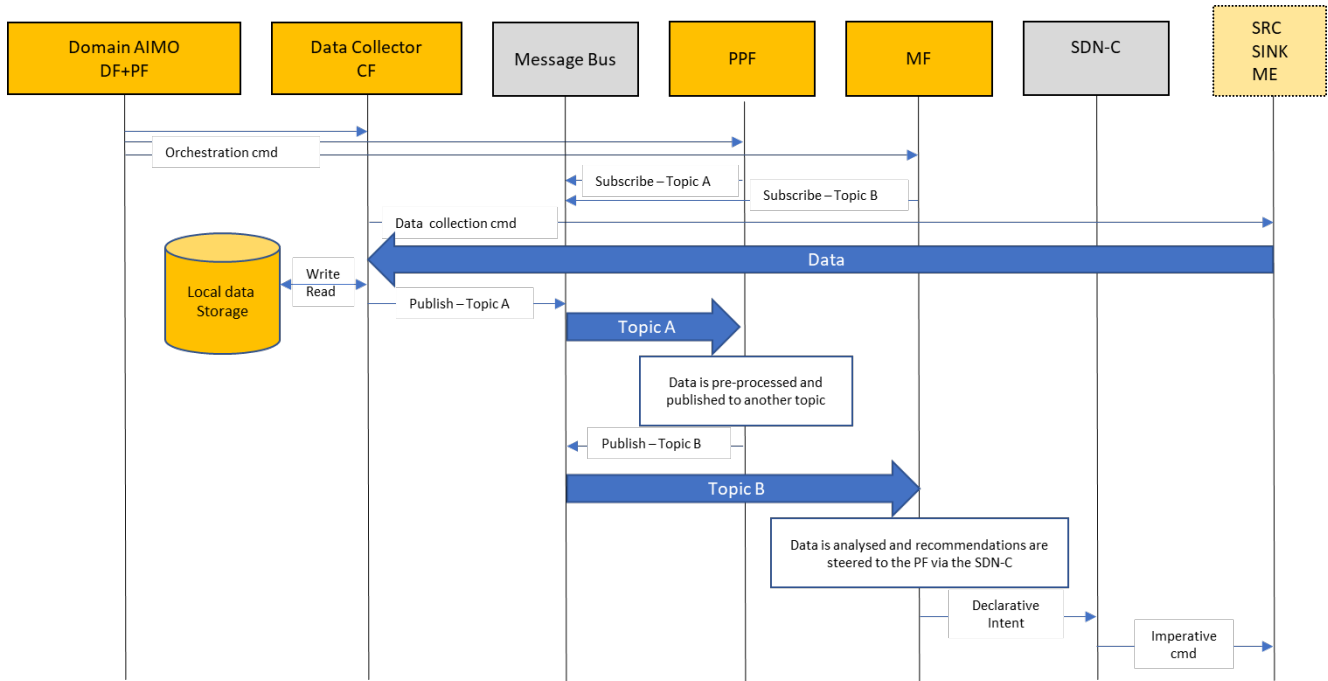 Domain AIMO
DF+PF
Data Collector
CF
Message Bus
PPF
MF
SDN-C
SRC
SINK
ME
Orchestration cmd
Subscribe – Topic A
Subscribe – Topic B
Data collection cmd
Data
Local data
Storage
Write
Read
Publish – Topic A
Topic A
Data is pre-processed and
published to another topic
Publish – Topic B
Topic B
Data is analysed and recommendations are
steered to the PF via the SDN-C
Declarative
Intent
Imperative
cmd